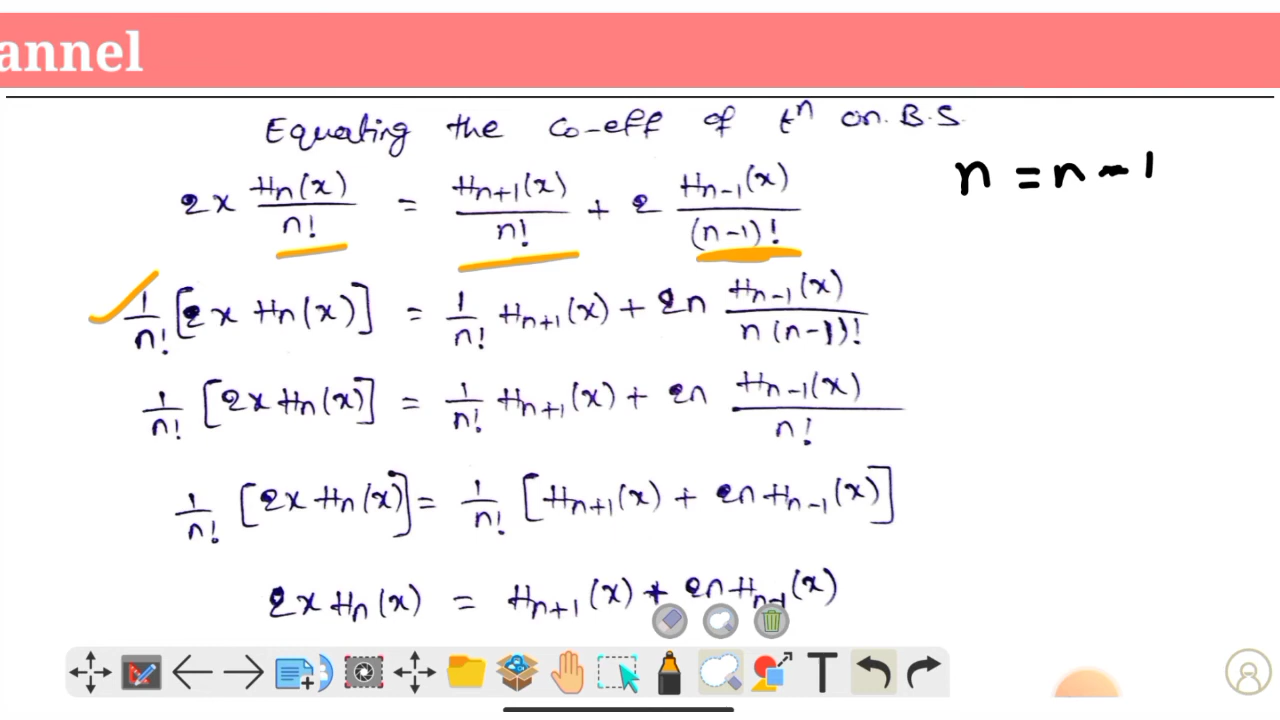 annel
Equating the co-eff of tⁿ on B.S.
n = n - 1
2x Hn(x)/n! = Hn+1(x)/n! + 2 Hn-1(x)/(n-1)!
1/n! [2x Hn(x)] = 1/n! Hn+1(x) + 2n Hn-1(x)/n(n-1)!
1/n! [2x Hn(x)] = 1/n! Hn+1(x) + 2n Hn-1(x)/n!
1/n! [2x Hn(x)] = 1/n! [Hn+1(x) + 2n Hn-1(x)]
2x Hn(x) = Hn+1(x) + 2n Hn-1(x)
T